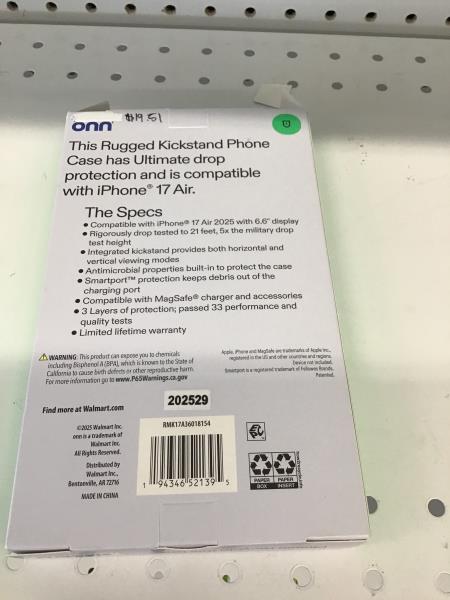 onn
$19.51
This Rugged Kickstand Phone
Case has Ultimate drop
protection and is compatible
with iPhone® 17 Air.
The Specs
• Compatible with iPhone® 17 Air 2025 with 6.6" display
• Rigorously drop tested to 21 feet, 5x the military drop
test height
• Integrated kickstand provides both horizontal and
vertical viewing modes
• Antimicrobial properties built-in to protect the case
• Smartport™ protection keeps debris out of the
charging port
• Compatible with MagSafe® charger and accessories
• 3 Layers of protection; passed 33 performance and
quality tests
• Limited lifetime warranty
⚠WARNING: This product can expose you to chemicals
including Bisphenol A (BPA), which is known to the State of
California to cause birth defects or other reproductive harm.
For more information go to www.P65Warnings.ca.gov
Apple, iPhone and MagSafe are trademarks of Apple Inc.,
registered in the US and other countries and regions.
Device not included.
Smartport is a registered trademark of Fellowes Brands.
Patented.
Find more at Walmart.com
202529
©2025 Walmart Inc.
onn is a trademark of
Walmart Inc.
All Rights Reserved.
Distributed by
Walmart Inc.,
Bentonville, AR 72716
MADE IN CHINA
RMK17A36018154
1 94346 52139 5
PAPER
BOX
PAPER
INSERT